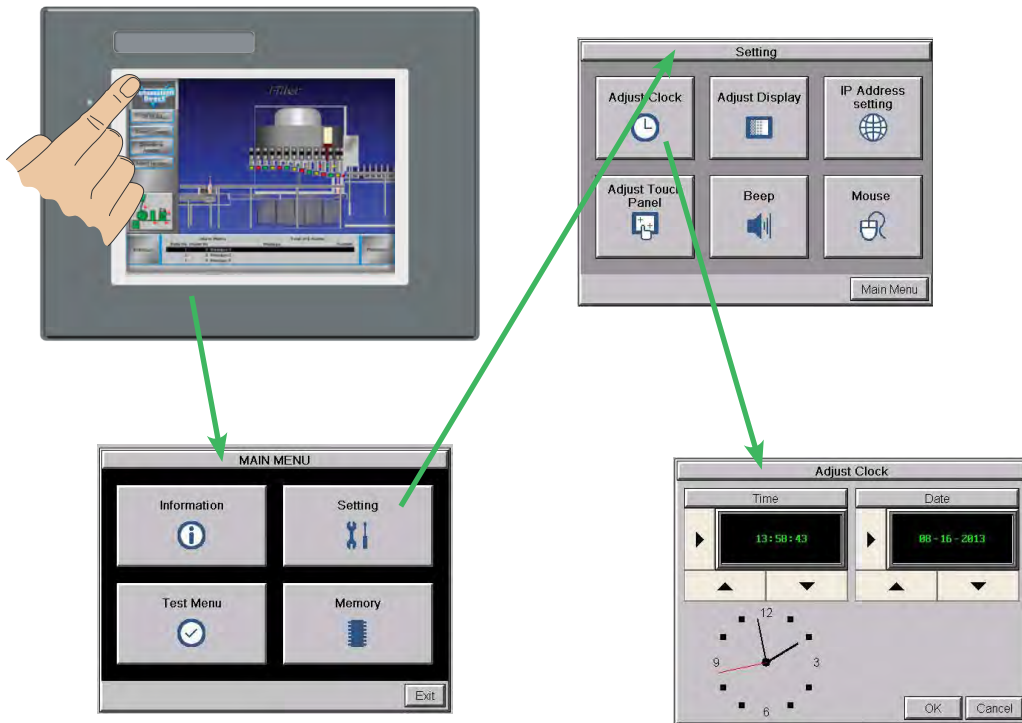 Automation
Direct
Setting
Adjust Clock
Adjust Display
IP Address
setting
Adjust Touch
Panel
Beep
Mouse
Main Menu
MAIN MENU
Information
Setting
Test Menu
Memory
Exit
Adjust Clock
Time
Date
13:58:43
08-16-2013
12
9
3
6
OK
Cancel